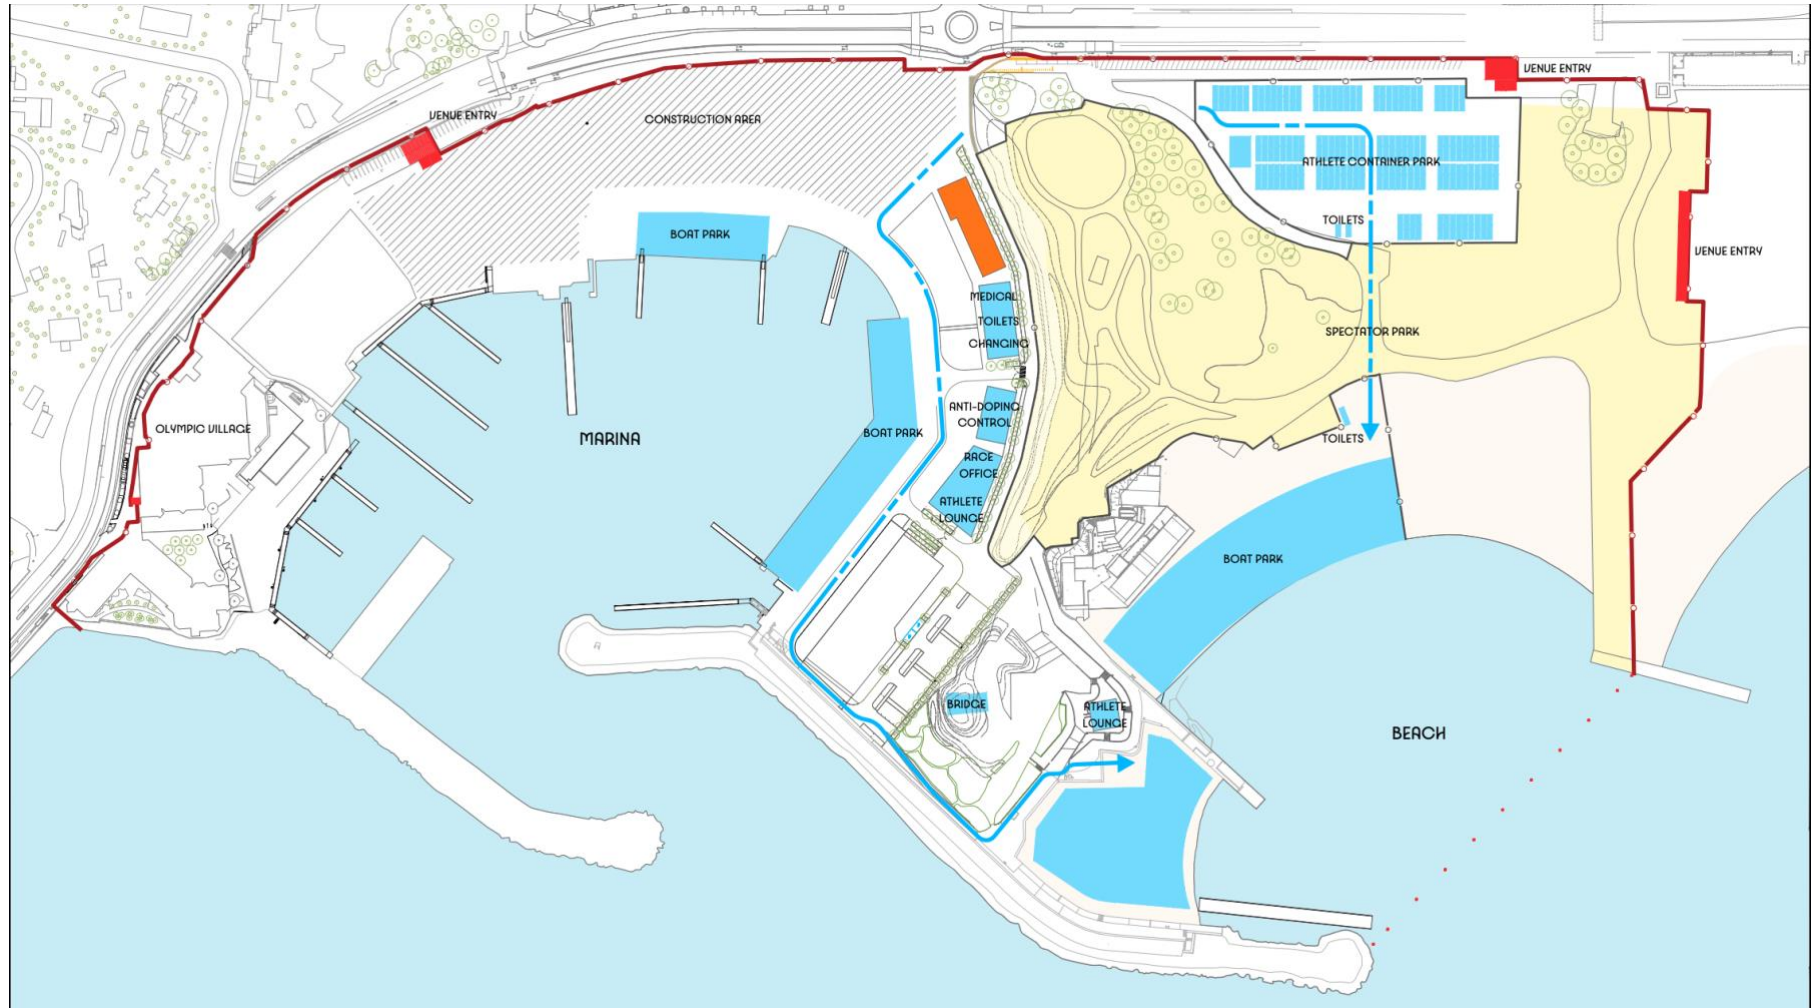 VENUE ENTRY
VENUE ENTRY
CONSTRUCTION AREA
ATHLETE CONTAINER PARK
TOILETS
BOAT PARK
VENUE ENTRY
MEDICAL
TOILETS
CHANGING
SPECTATOR PARK
ANTI-DOPING
CONTROL
OLYMPIC VILLAGE
MARINA
BOAT PARK
TOILETS
RACE
OFFICE
ATHLETE
LOUNGE
BOAT PARK
BRIDGE
ATHLETE
LOUNGE
BEACH